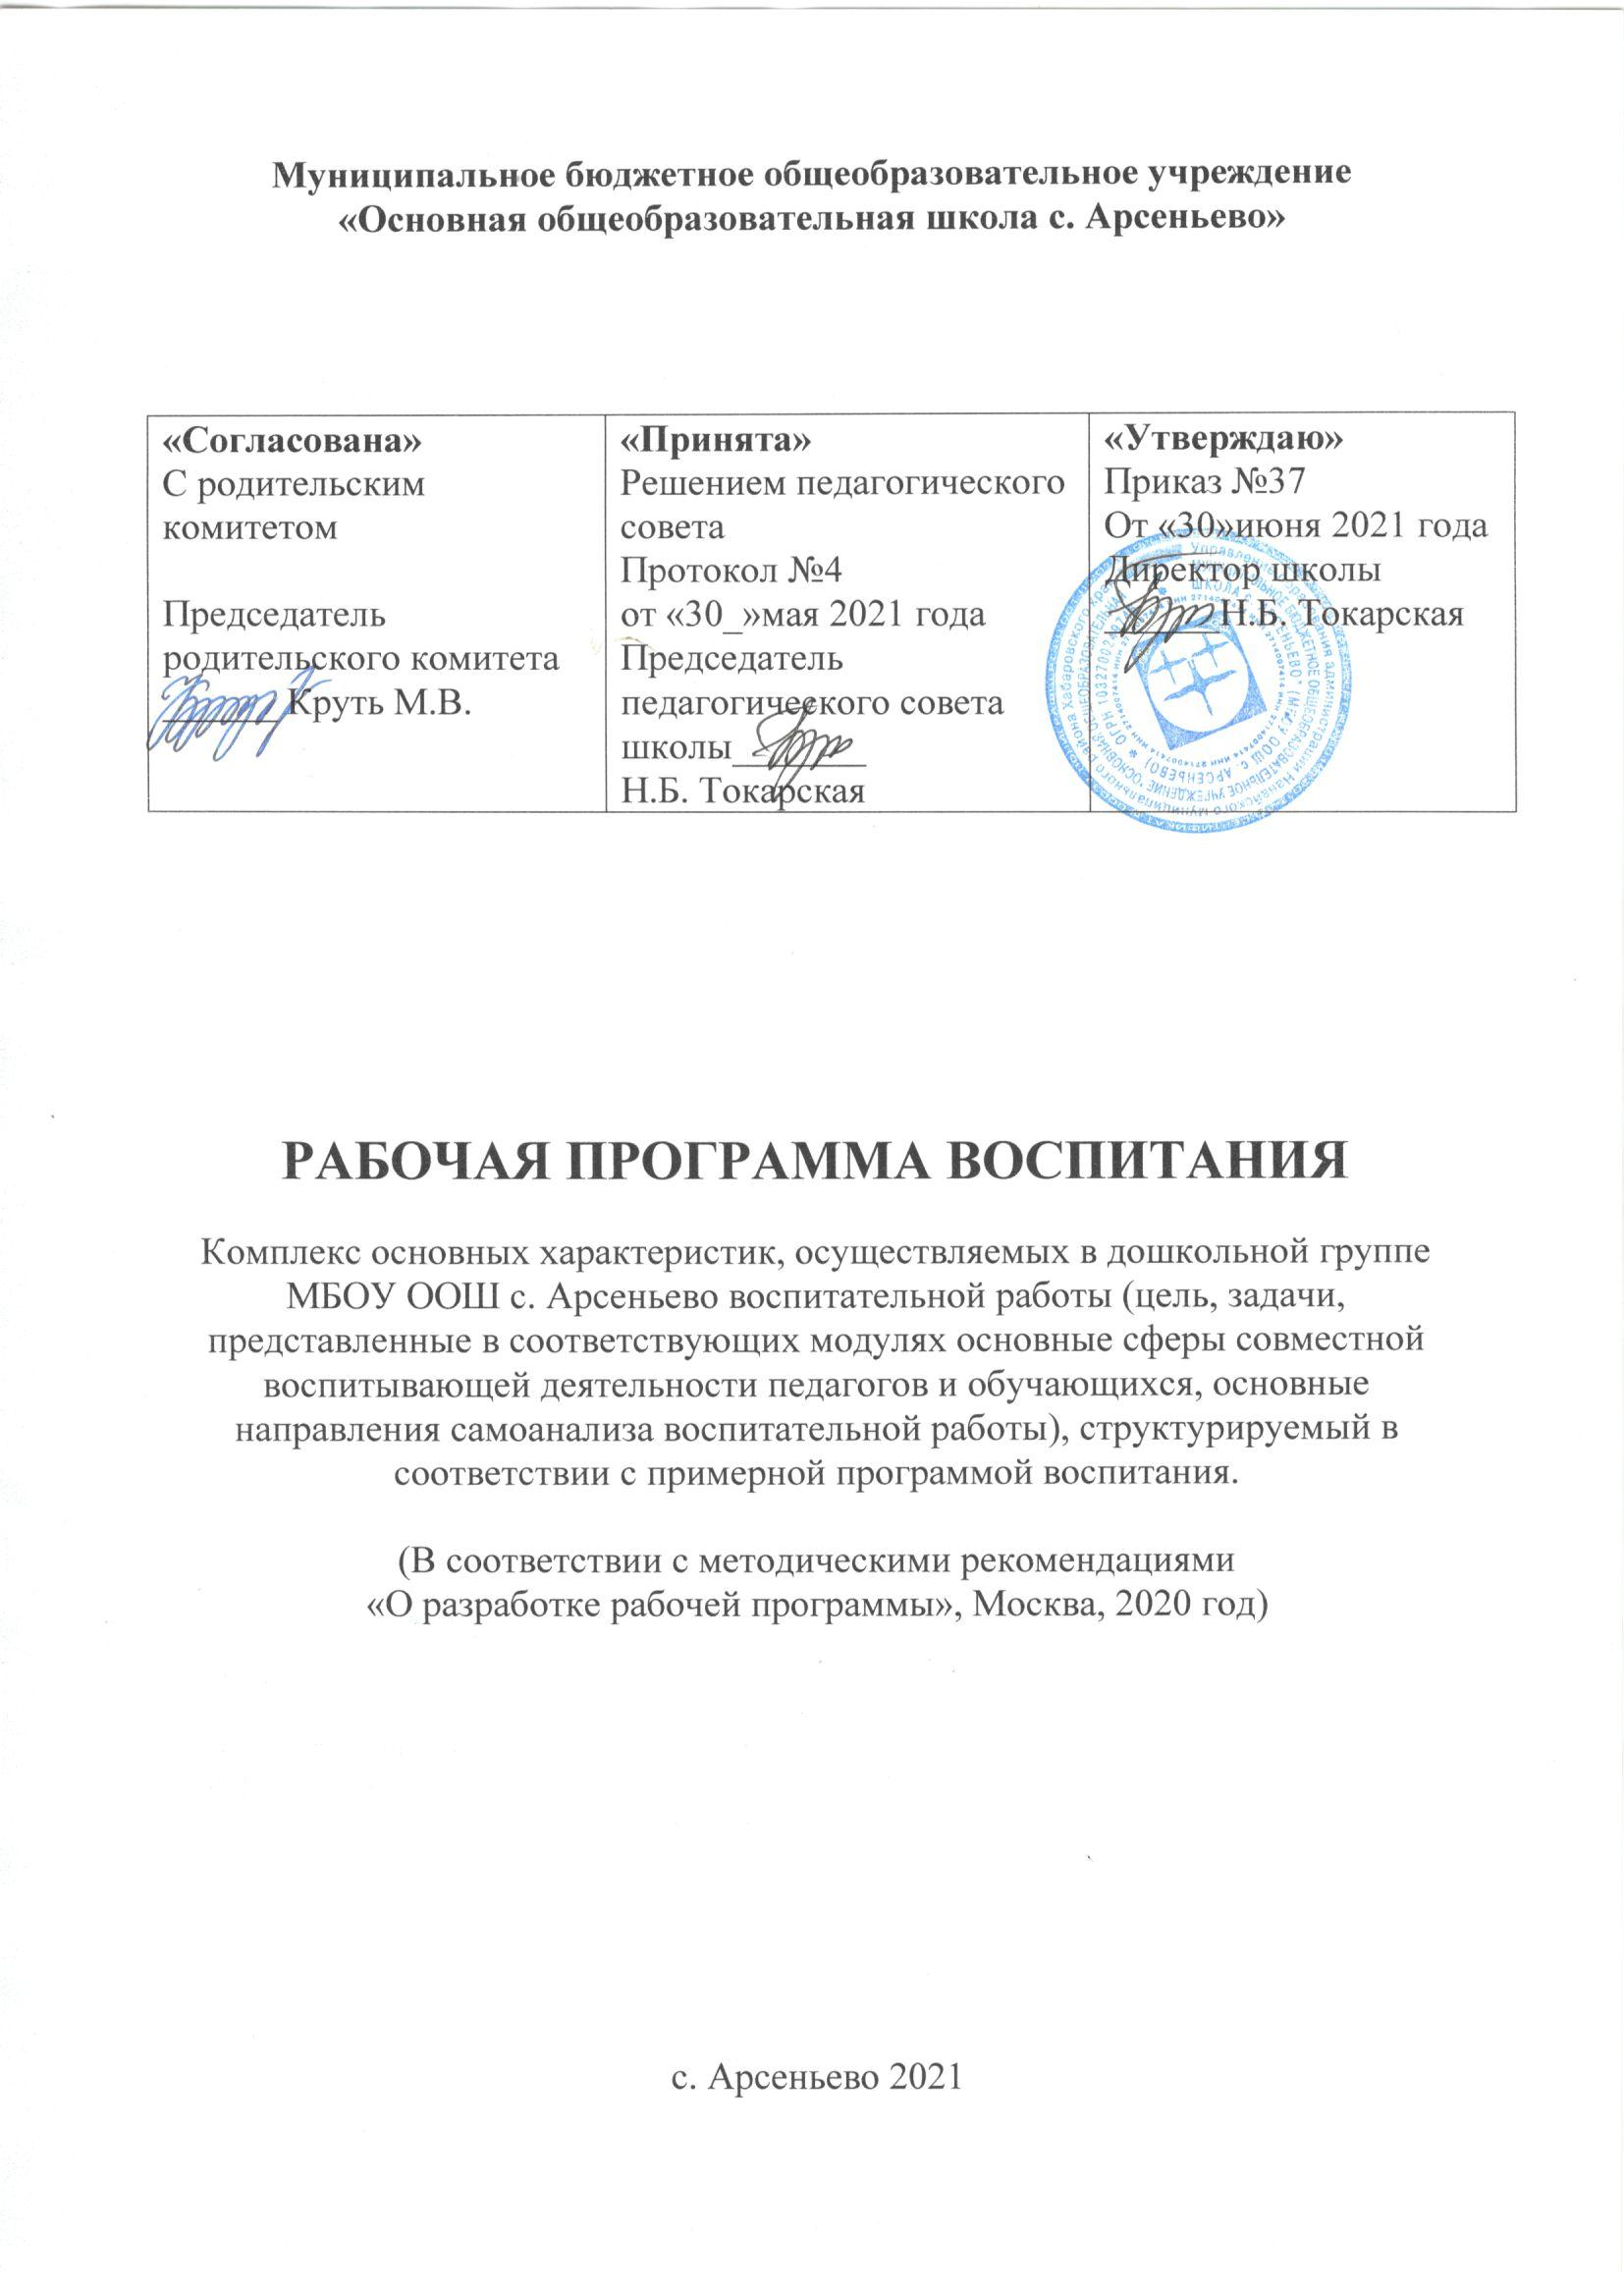 Муниципальное бюджетное общеобразовательное учреждение
«Основная общеобразовательная школа с. Арсеньево»
«Согласована»
С родительским
комитетом
Председатель
родительского комитета
______Круть М.В.
«Принята»
Решением педагогического
совета
Протокол №4
от «30_»мая 2021 года
Председатель
педагогического совета
школы_______
Н.Б. Токарская
«Утверждаю»
Приказ №37
От «30»июня 2021 года
Директор школы
______Н.Б. Токарская
РАБОЧАЯ ПРОГРАММА ВОСПИТАНИЯ
Комплекс основных характеристик, осуществляемых в дошкольной группе
МБОУ ООШ с. Арсеньево воспитательной работы (цель, задачи,
представленные в соответствующих модулях основные сферы совместной
воспитывающей деятельности педагогов и обучающихся, основные
направления самоанализа воспитательной работы), структурируемый в
соответствии с примерной программой воспитания.
(В соответствии с методическими рекомендациями
«О разработке рабочей программы», Москва, 2020 год)
с. Арсеньево 2021